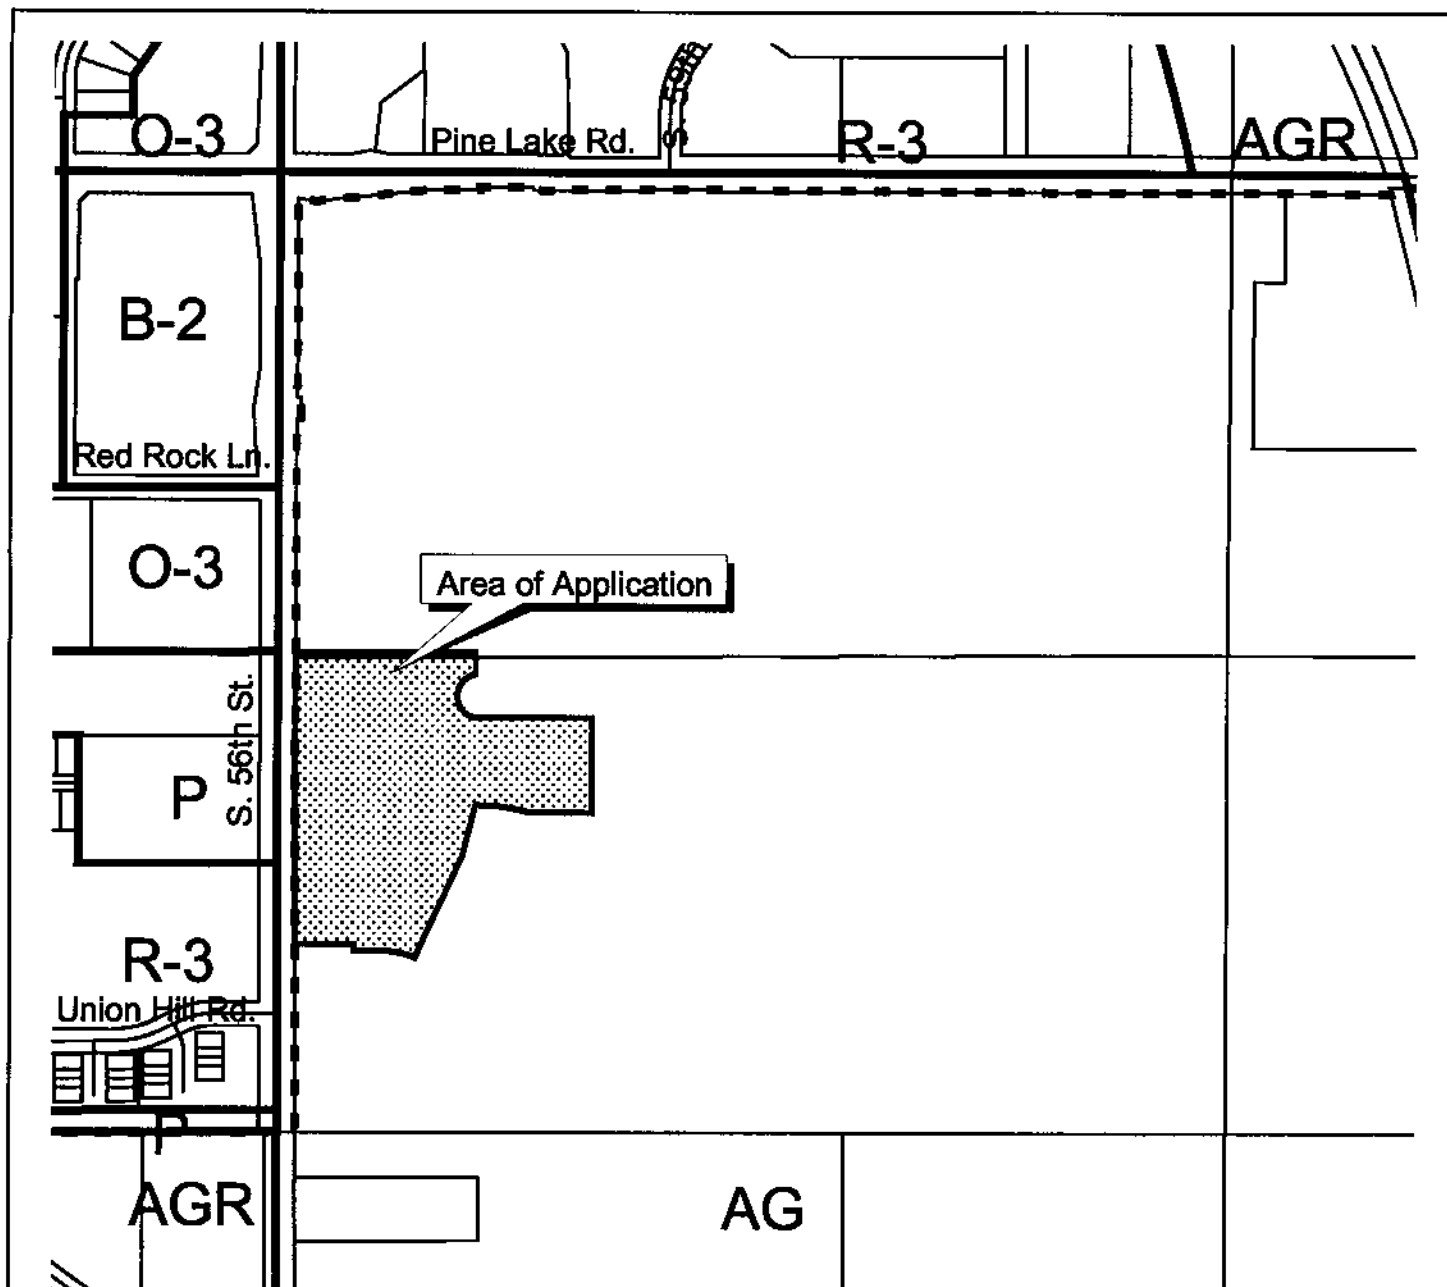 S. 59th
O-3
Pine Lake Rd.
R-3
AGR
B-2
Red Rock Ln.
O-3
Area of Application
S. 56th St.
P
R-3
Union Hill Rd.
P
AGR
AG